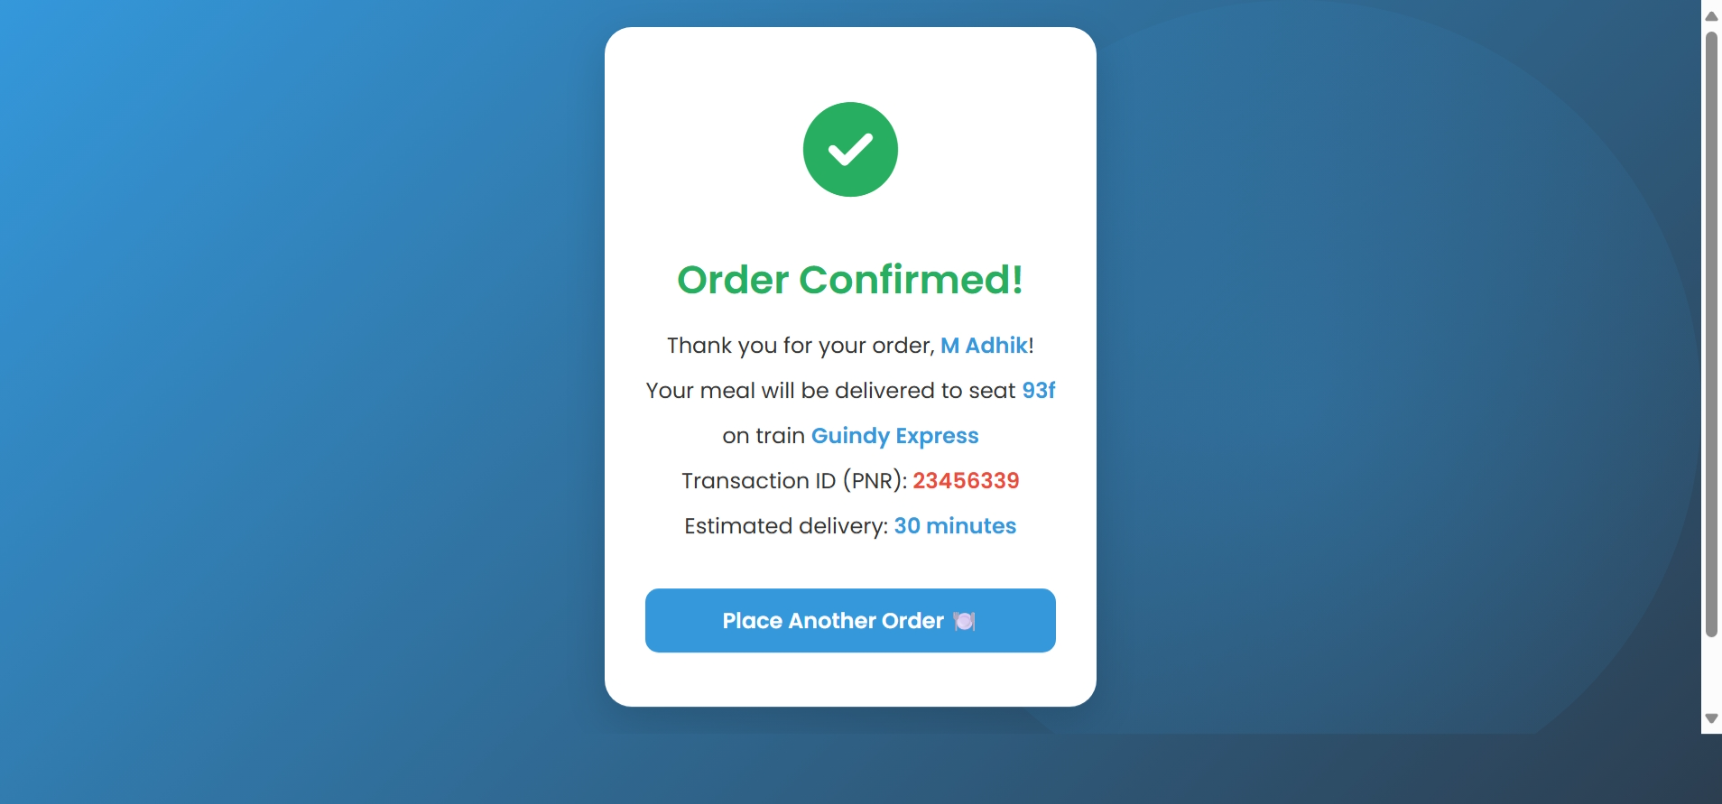 Order Confirmed!
Thank you for your order, M Adhik!
Your meal will be delivered to seat 93f
on train Guindy Express
Transaction ID (PNR): 23456339
Estimated delivery: 30 minutes
Place Another Order 🍽️